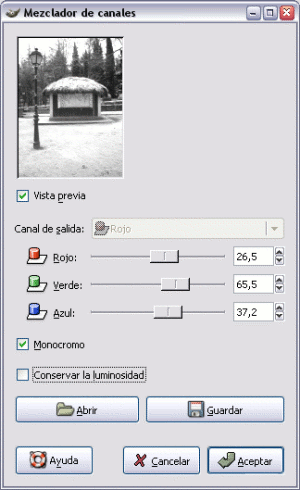 Mezclador de canales
Vista previa
Canal de salida: Rojo
Rojo: 26,5
Verde: 65,5
Azul: 37,2
Monocromo
Conservar la luminosidad
Abrir Guardar
Ayuda Cancelar Aceptar